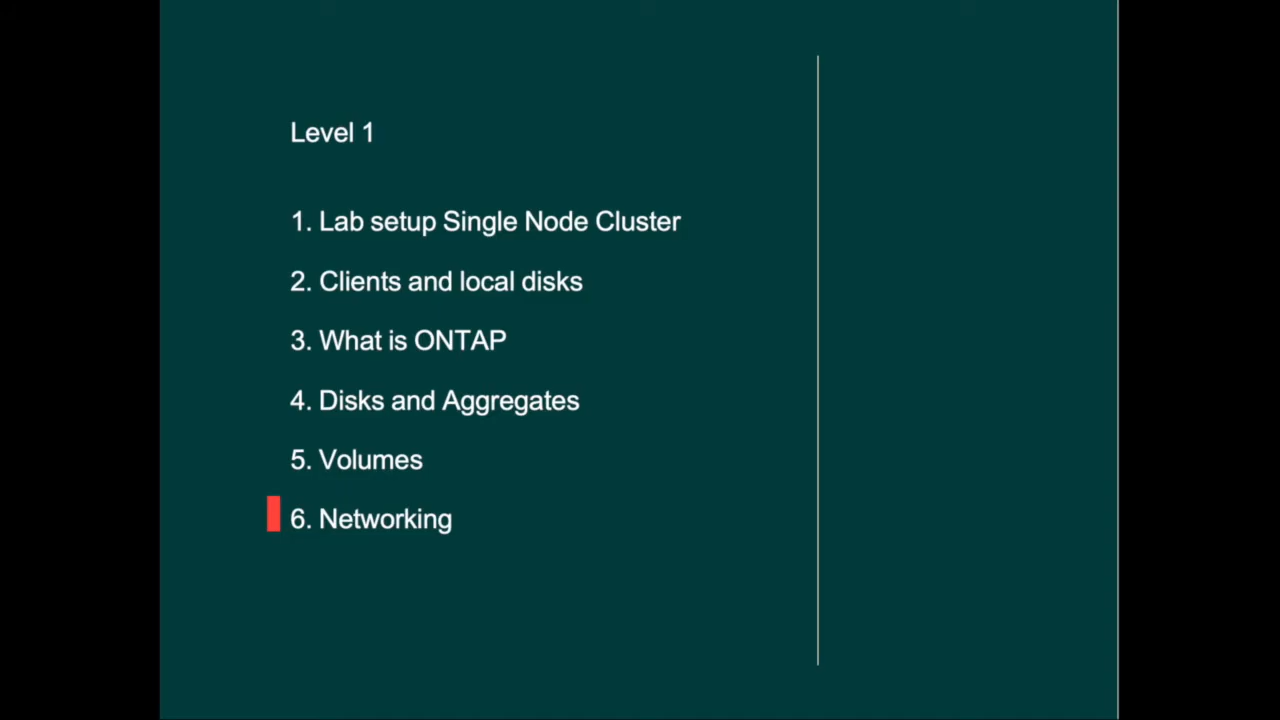 Level 1
1. Lab setup Single Node Cluster
2. Clients and local disks
3. What is ONTAP
4. Disks and Aggregates
5. Volumes
6. Networking